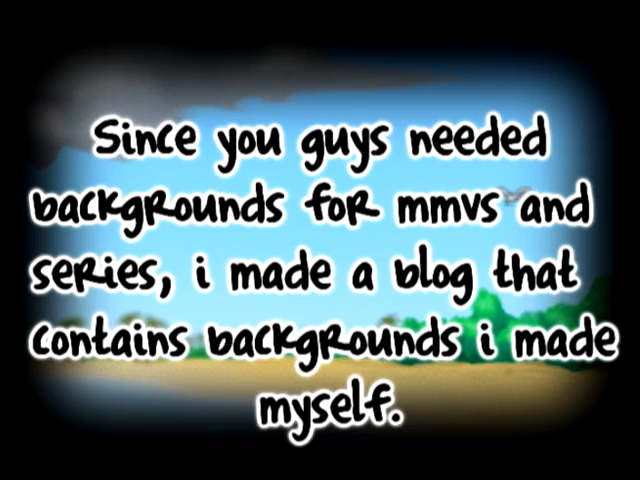 Since you guys needed
backgrounds for mmvs and
series, i made a blog that
contains backgrounds i made
myself.